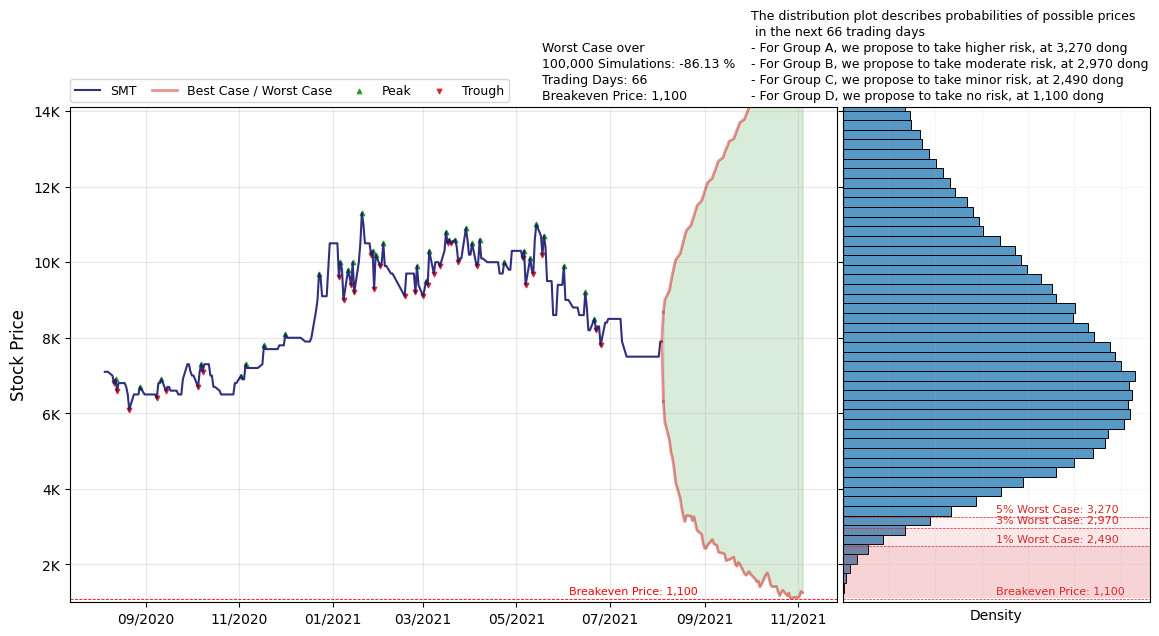 The distribution plot describes probabilities of possible prices
in the next 66 trading days
- For Group A, we propose to take higher risk, at 3,270 dong
- For Group B, we propose to take moderate risk, at 2,970 dong
- For Group C, we propose to take minor risk, at 2,490 dong
- For Group D, we propose to take no risk, at 1,100 dong
Worst Case over
100,000 Simulations: -86.13 %
Trading Days: 66
Breakeven Price: 1,100
SMT
Best Case / Worst Case
Peak
Trough
Stock Price
14K
12K
10K
8K
6K
4K
2K
Breakeven Price: 1,100
09/2020
11/2020
01/2021
03/2021
05/2021
07/2021
09/2021
11/2021
5% Worst Case: 3,270
3% Worst Case: 2,970
1% Worst Case: 2,490
Breakeven Price: 1,100
Density